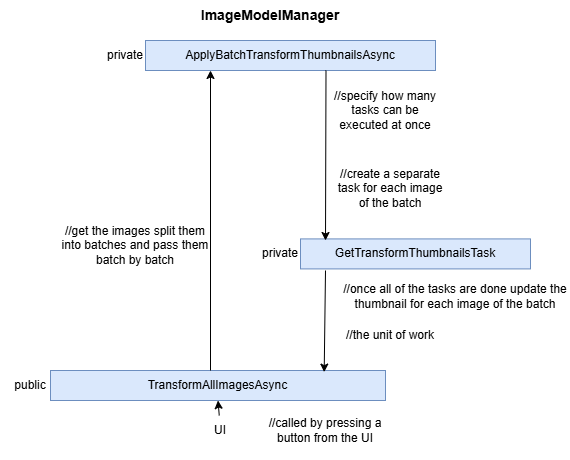 ImageModelManager
private
ApplyBatchTransformThumbnailsAsync
//specify how many
tasks can be
executed at once
//create a separate
task for each image
of the batch
//get the images split them
into batches and pass them
batch by batch
private
GetTransformThumbnailsTask
//once all of the tasks are done update the
thumbnail for each image of the batch
//the unit of work
public
TransformAllImagesAsync
UI
//called by pressing a
button from the UI